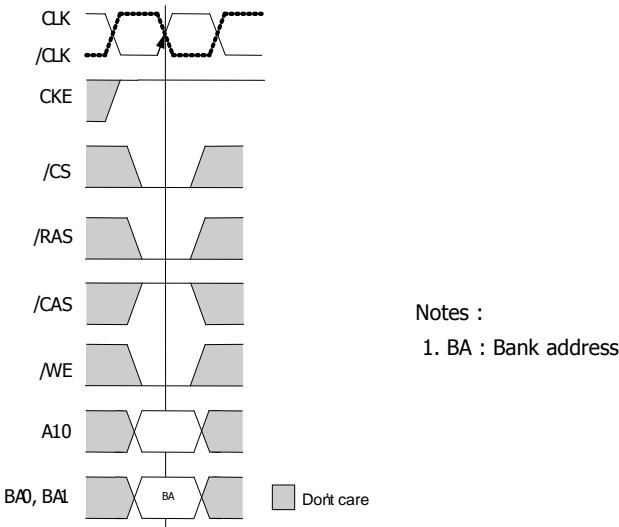 CLK
/CLK
CKE
/CS
/RAS
/CAS
/WE
A10
BA0, BA1
BA
Don't care
Notes :
1. BA : Bank address